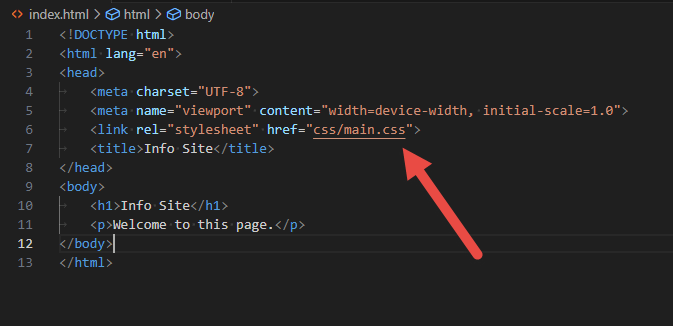 index.html > html > body
1 <!DOCTYPE html>
2 <html lang="en">
3 <head>
4 <meta charset="UTF-8">
5 <meta name="viewport" content="width=device-width, initial-scale=1.0">
6 <link rel="stylesheet" href="css/main.css">
7 <title>Info Site</title>
8 </head>
9 <body>
10 <h1>Info Site</h1>
11 <p>Welcome to this page.</p>
12 </body>
13 </html>